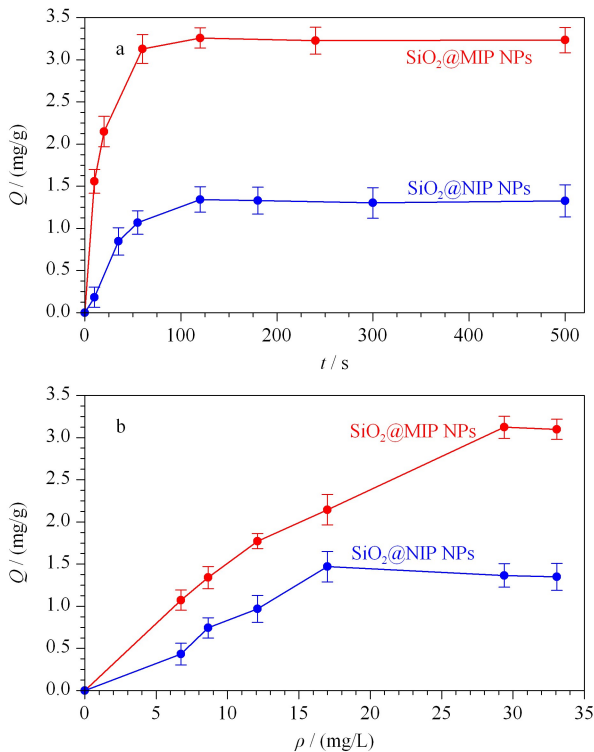 3.5
a
SiO₂@MIP NPs
3.0
2.5
2.0
Q / (mg/g)
SiO₂@NIP NPs
1.5
1.0
0.5
0.0
0 100 200 300 400 500
t / s
3.5
b
SiO₂@MIP NPs
3.0
2.5
2.0
Q / (mg/g)
SiO₂@NIP NPs
1.5
1.0
0.5
0.0
0 5 10 15 20 25 30 35
ρ / (mg/L)